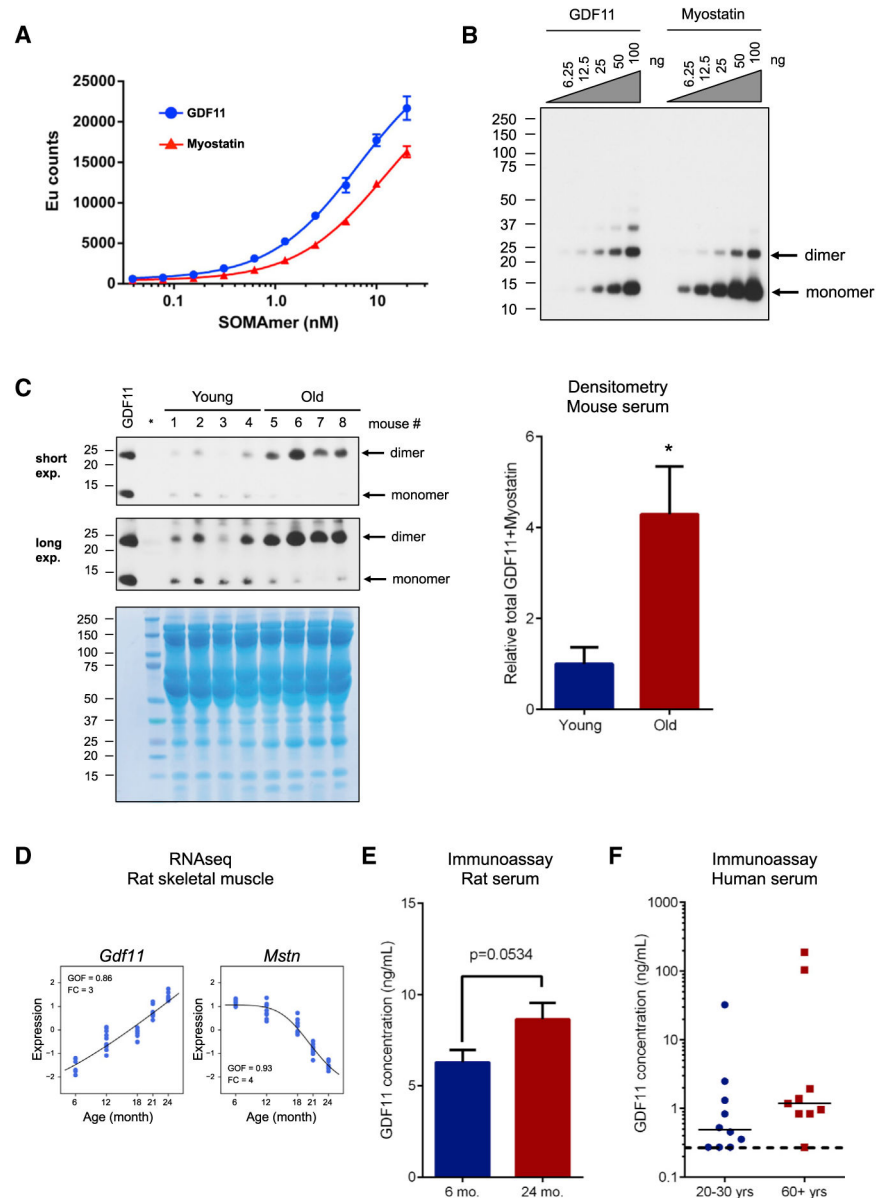 A
Eu counts
25000
20000
15000
10000
5000
0
GDF11
Myostatin
0.1
1.0
10
SOMAmer (nM)
B
GDF11
Myostatin
6.25
12.5
25
50
100
ng
6.25
12.5
25
50
100
ng
250
150
100
75
50
37
25
20
15
10
dimer
monomer
C
GDF11
*
Young
Old
1 2 3 4 5 6 7 8 mouse #
short exp.
25
20
15
dimer
monomer
long exp.
25
20
15
dimer
monomer
250
150
100
75
50
37
25
20
15
Densitometry
Mouse serum
Relative total GDF11+Myostatin
6
4
2
0
*
Young
Old
D
RNAseq
Rat skeletal muscle
Gdf11
GOF = 0.86
FC = 3
Expression
2
1
0
−1
−2
6 12 18 21 24
Age (month)
Mstn
GOF = 0.93
FC = 4
Expression
2
1
0
−1
−2
6 12 18 21 24
Age (month)
E
Immunoassay
Rat serum
GDF11 concentration (ng/mL)
15
10
5
0
p=0.0534
6 mo.
24 mo.
F
Immunoassay
Human serum
GDF11 concentration (ng/mL)
1000
100
10
1
0.1
20-30 yrs
60+ yrs